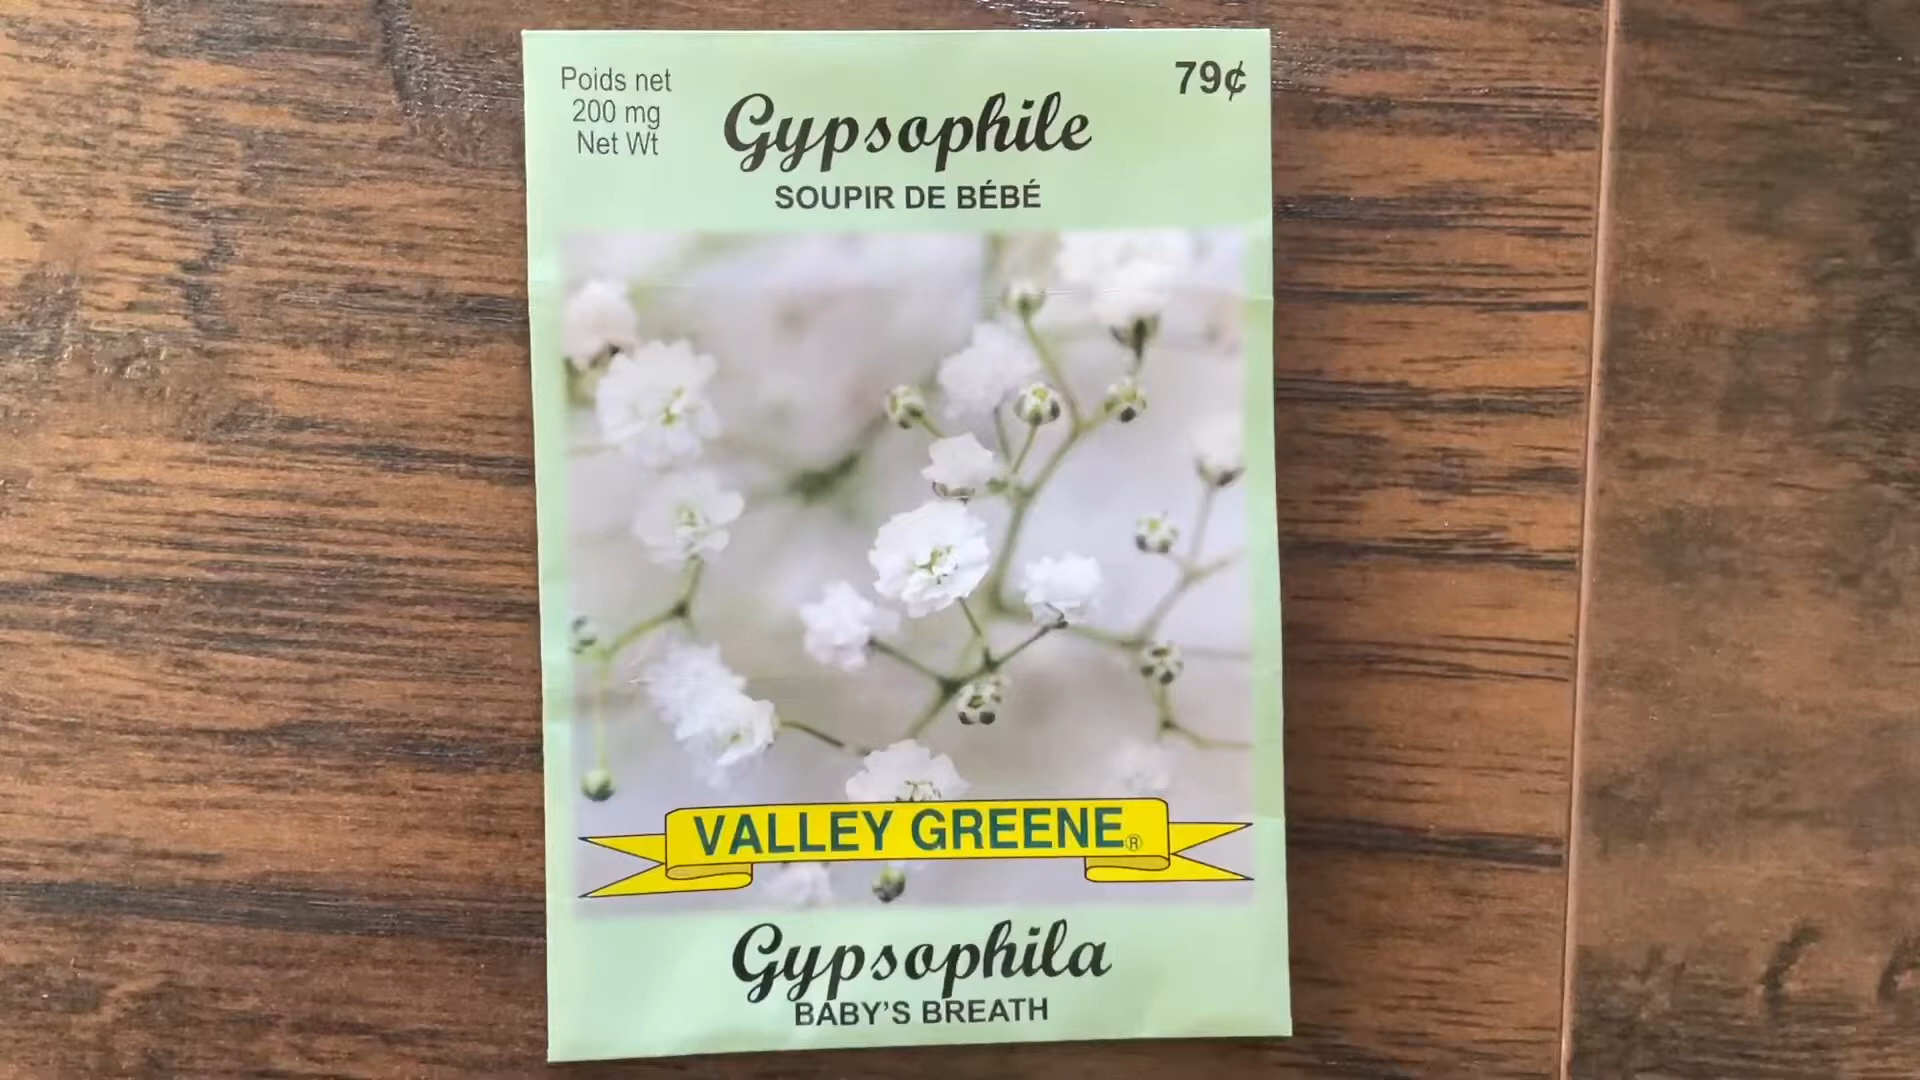 Poids net
200 mg
Net Wt
79¢
Gypsophile
SOUPIR DE BÉBÉ
VALLEY GREENE®
Gypsophila
BABY'S BREATH